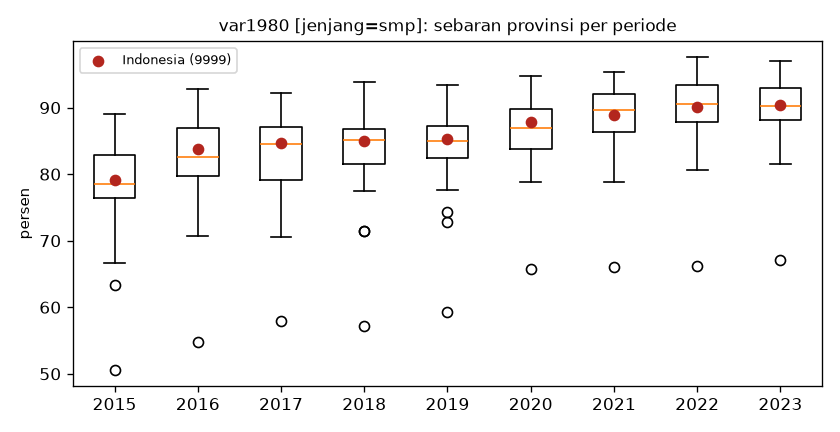 var1980 [jenjang=smp]: sebaran provinsi per periode
Indonesia (9999)
persen
90
80
70
60
50
2015 2016 2017 2018 2019 2020 2021 2022 2023